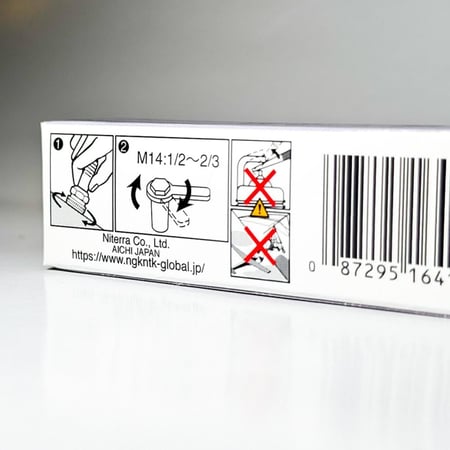 1
2
M14:1/2～2/3
Niterra Co., Ltd.
AICHI JAPAN
https://www.ngkntk-global.jp/
0 87295 164